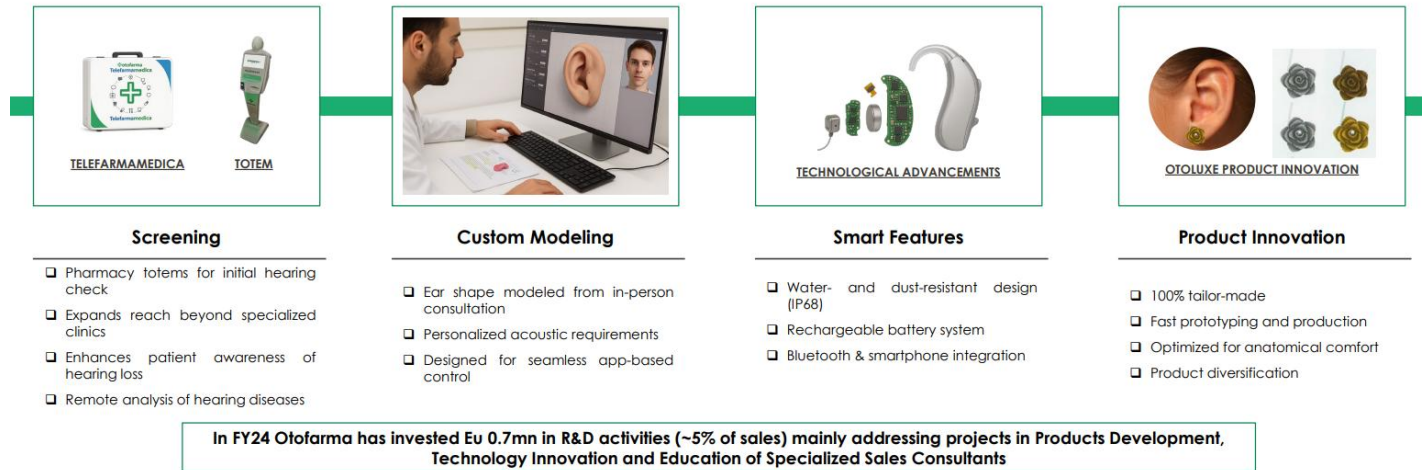 otofarma
Telefarmamedica
Telefarmamedica
TELEFARMAMEDICA
TOTEM
TECHNOLOGICAL ADVANCEMENTS
OTOLUXE PRODUCT INNOVATION
Screening
❑ Pharmacy totems for initial hearing
check
❑ Expands reach beyond specialized
clinics
❑ Enhances patient awareness of
hearing loss
❑ Remote analysis of hearing diseases
Custom Modeling
❑ Ear shape modeled from in-person
consultation
❑ Personalized acoustic requirements
❑ Designed for seamless app-based
control
Smart Features
❑ Water- and dust-resistant design
(IP68)
❑ Rechargeable battery system
❑ Bluetooth & smartphone integration
Product Innovation
❑ 100% tailor-made
❑ Fast prototyping and production
❑ Optimized for anatomical comfort
❑ Product diversification
In FY24 Otofarma has invested Eu 0.7mn in R&D activities (~5% of sales) mainly addressing projects in Products Development,
Technology Innovation and Education of Specialized Sales Consultants